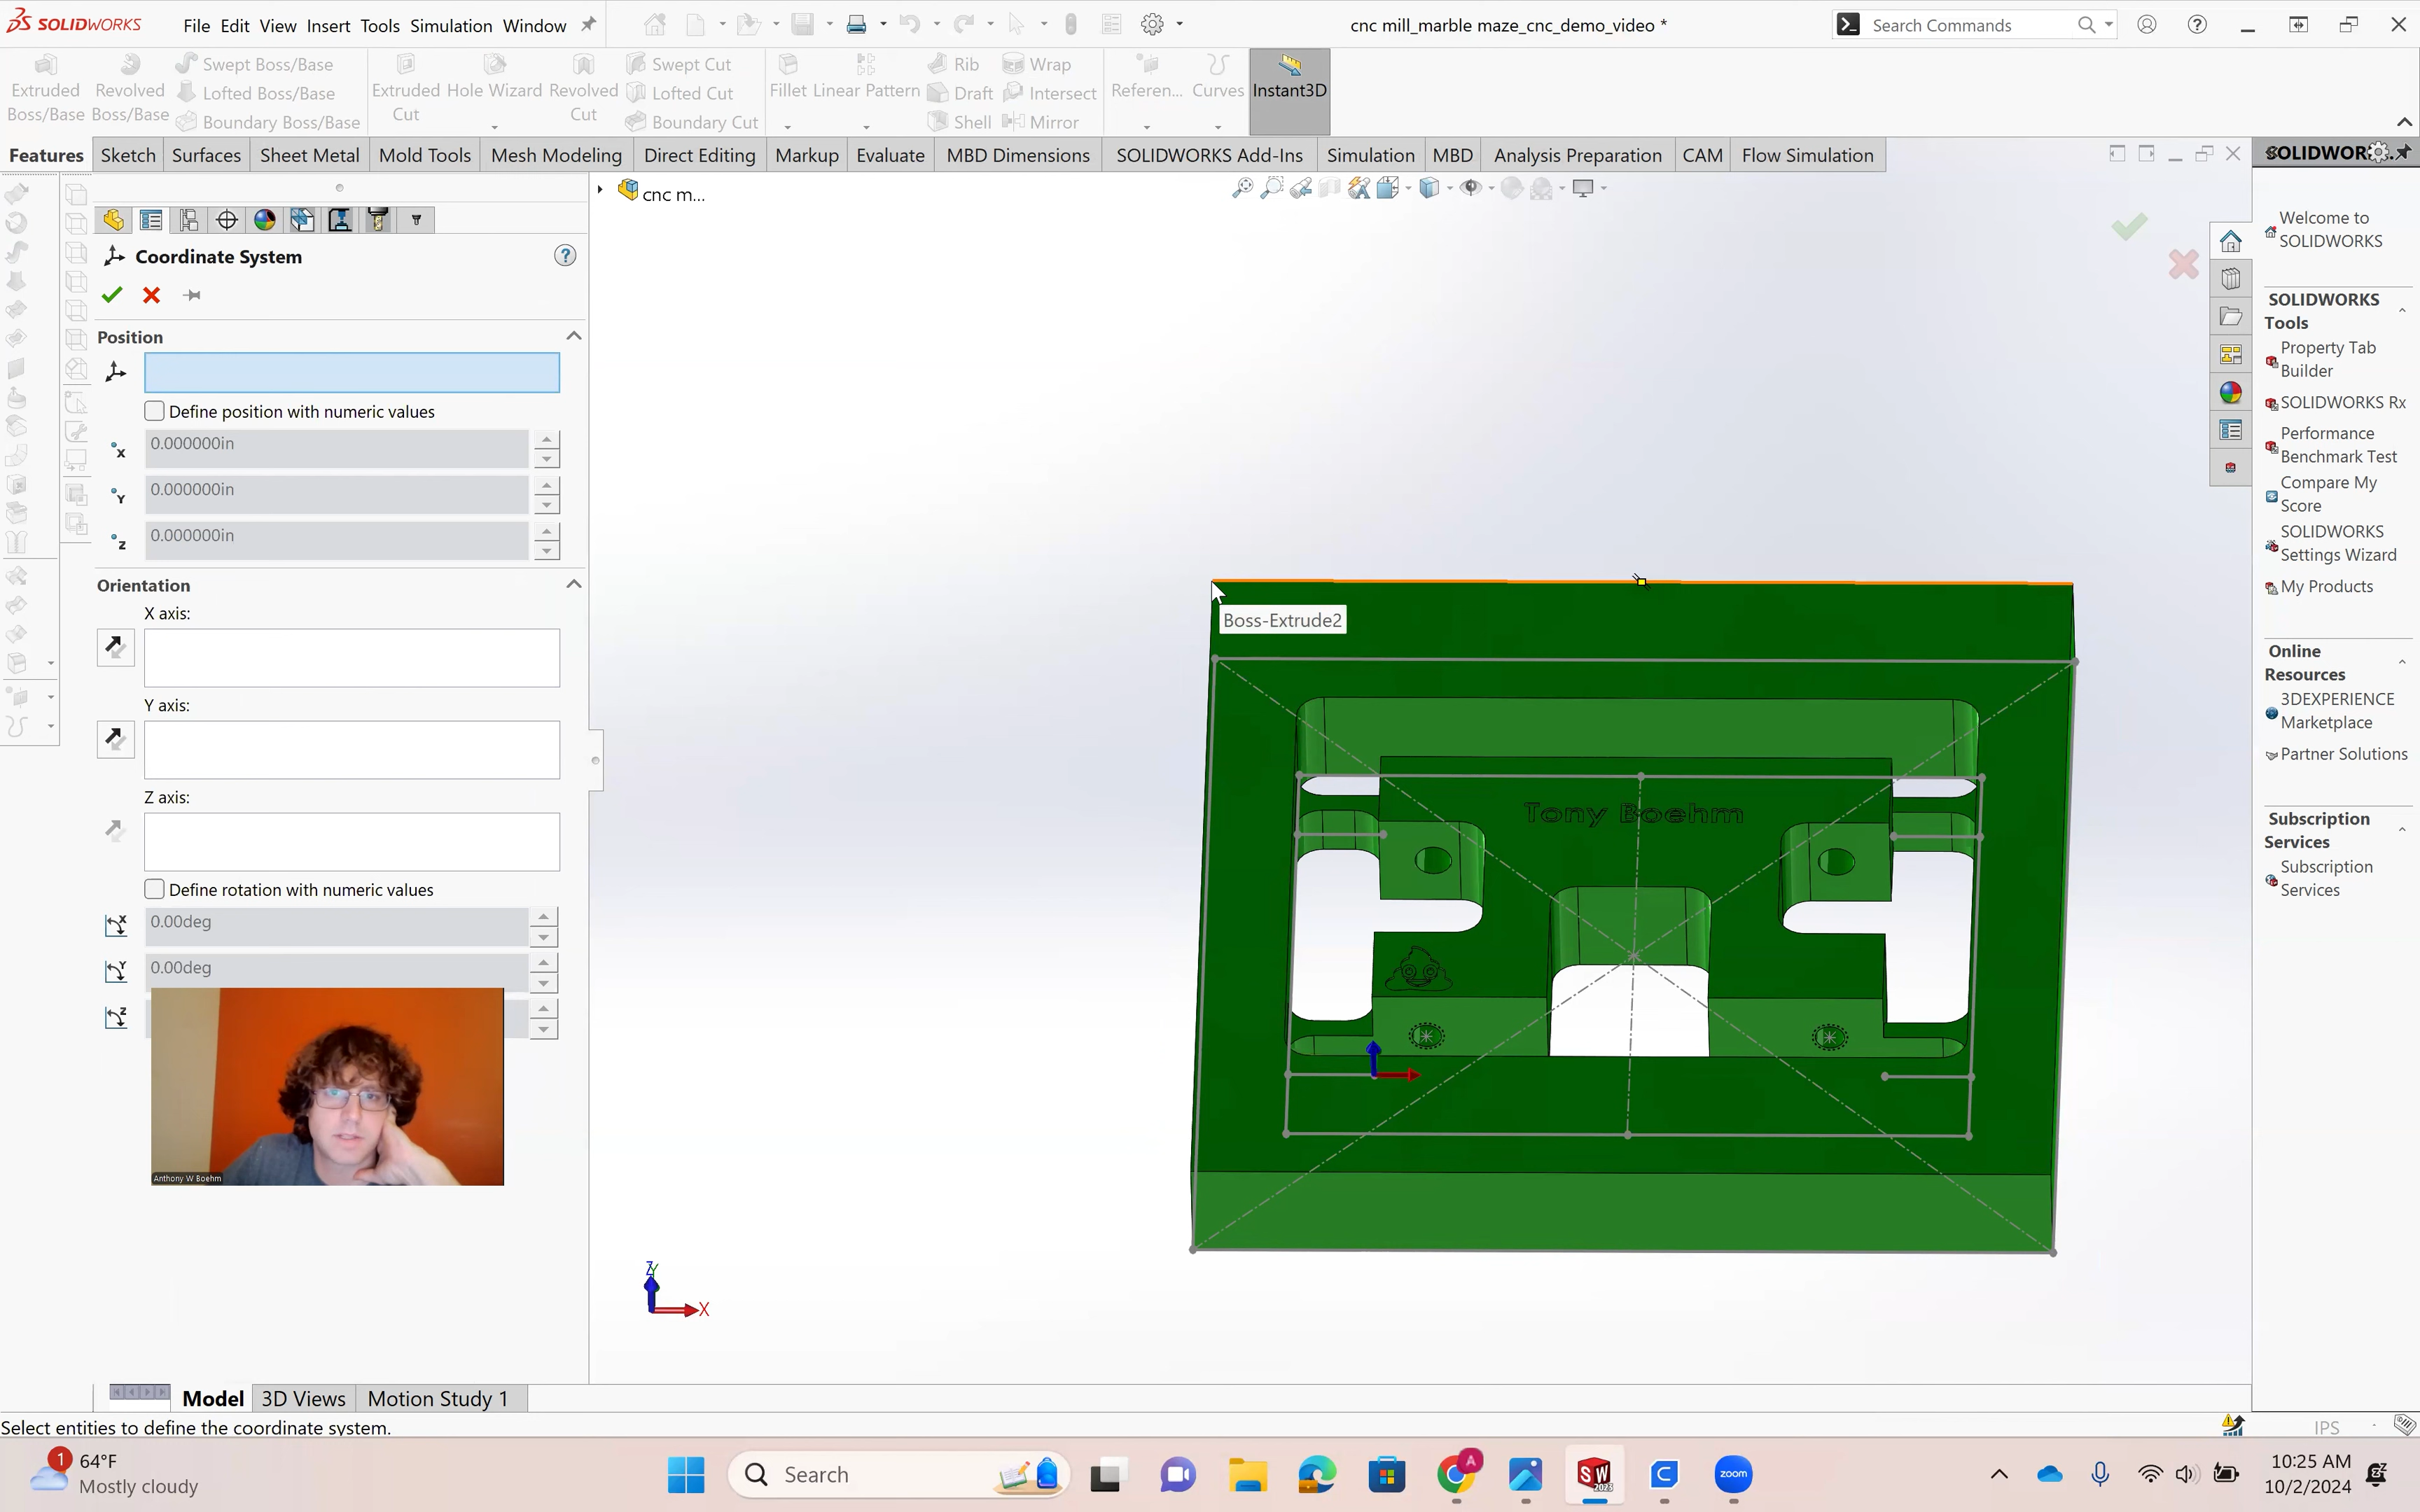 SOLIDWORKS File Edit View Insert Tools Simulation Window cnc mill_marble maze_cnc_demo_video * Search Commands
Extruded Boss/Base
Revolved Boss/Base
Swept Boss/Base
Lofted Boss/Base
Boundary Boss/Base
Extruded Cut
Hole Wizard
Revolved Cut
Swept Cut
Lofted Cut
Boundary Cut
Fillet
Linear Pattern
Rib
Draft
Shell
Wrap
Intersect
Mirror
Referen...
Curves
Instant3D
Features Sketch Surfaces Sheet Metal Mold Tools Mesh Modeling Direct Editing Markup Evaluate MBD Dimensions SOLIDWORKS Add-Ins Simulation MBD Analysis Preparation CAM Flow Simulation
cnc m...
Coordinate System
Position
Define position with numeric values
X 0.000000in
Y 0.000000in
Z 0.000000in
Orientation
X axis:
Y axis:
Z axis:
Define rotation with numeric values
X 0.00deg
Y 0.00deg
Z
Anthony W Boehm
Boss-Extrude2
Tony Boehm
Z
Y
X
Welcome to
SOLIDWORKS
SOLIDWORKS
Tools
Property Tab
Builder
SOLIDWORKS Rx
Performance
Benchmark Test
Compare My
Score
SOLIDWORKS
Settings Wizard
My Products
Online
Resources
3DEXPERIENCE
Marketplace
Partner Solutions
Subscription
Services
Subscription
Services
Model 3D Views Motion Study 1
Select entities to define the coordinate system.
IPS -
1
64°F
Mostly cloudy
Search
A
SW
2023
zoom
10:25 AM
10/2/2024